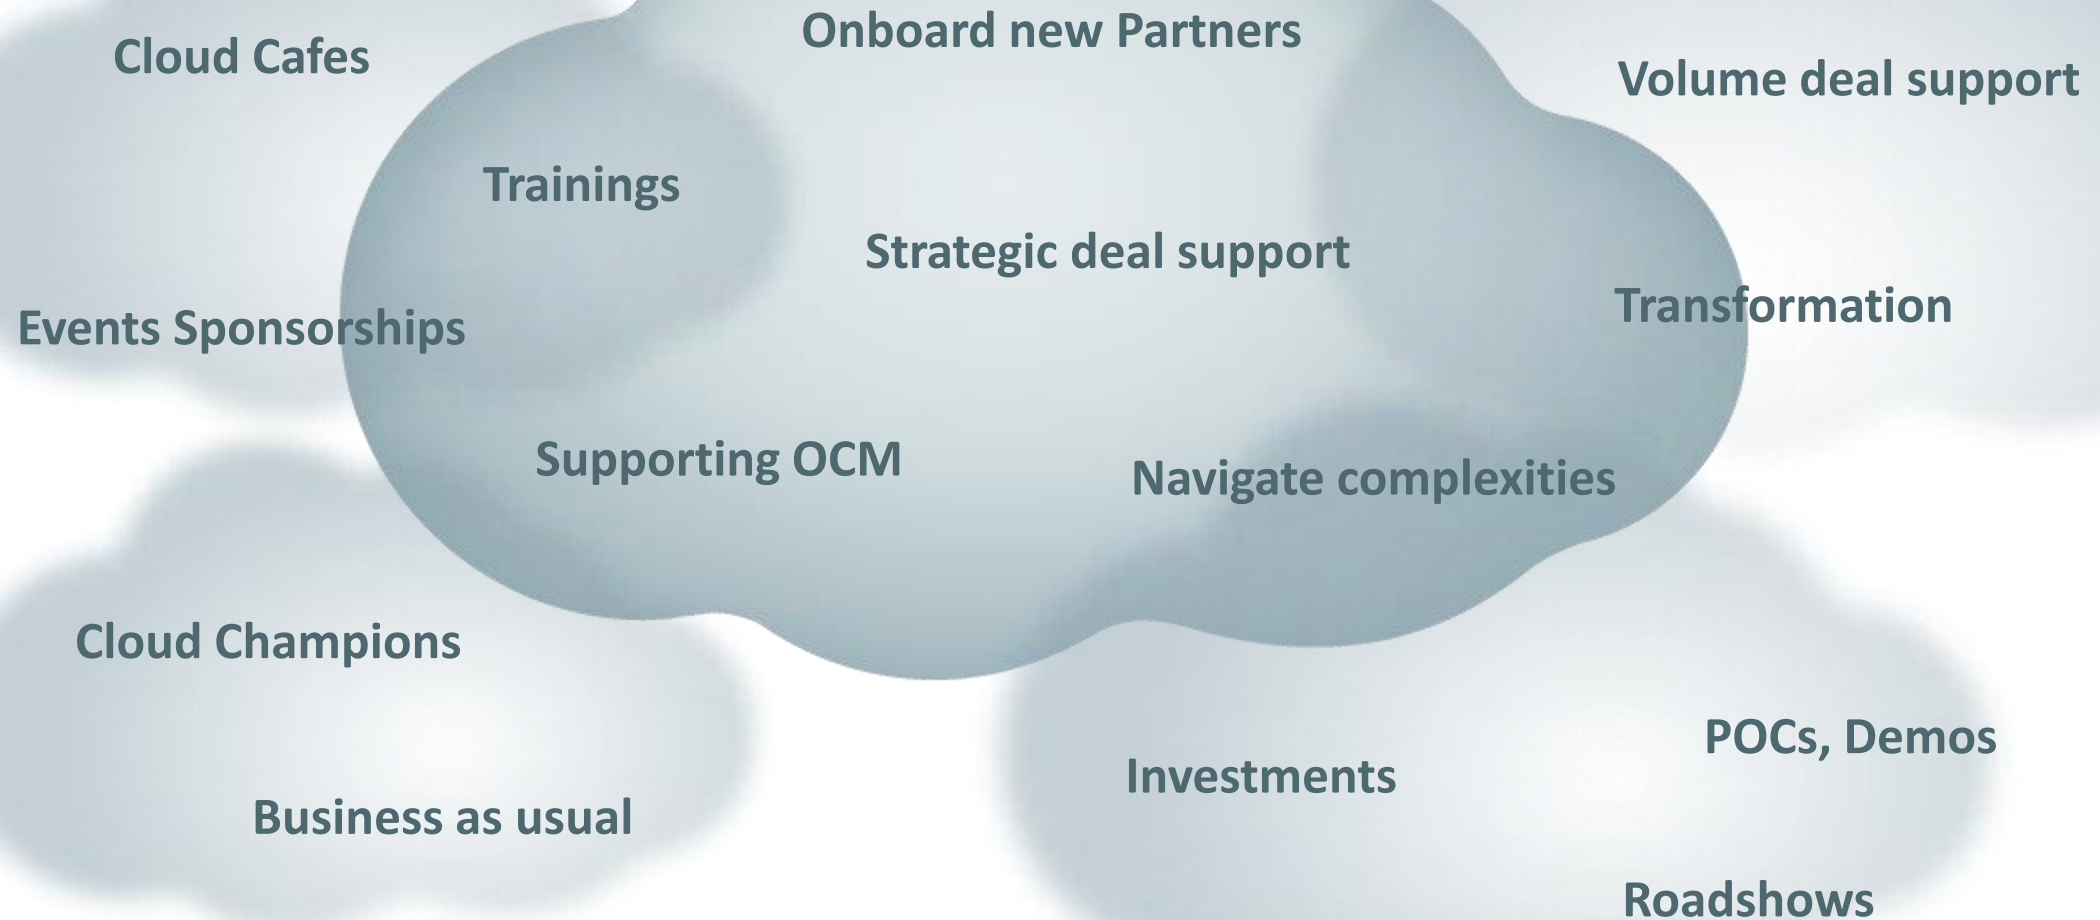 Onboard new Partners
Cloud Cafes
Volume deal support
Trainings
Strategic deal support
Transformation
Events Sponsorships
Supporting OCM
Navigate complexities
Cloud Champions
POCs, Demos
Investments
Business as usual
Roadshows